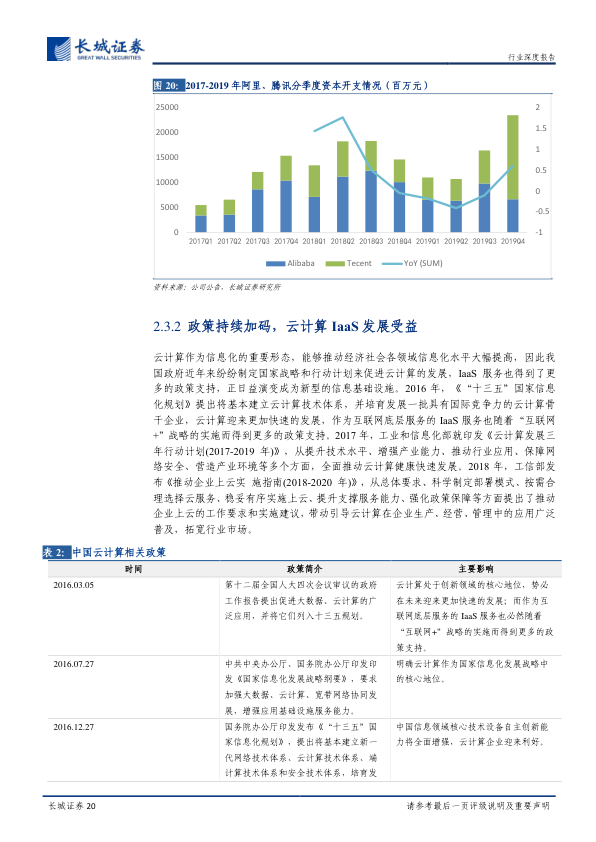 长城证券
GREAT WALL SECURITIES
行业深度报告
图 20：2017-2019 年阿里、腾讯分季度资本开支情况（百万元）
25000
20000
15000
10000
5000
0
2
1.5
1
0.5
0
-0.5
-1
2017Q1 2017Q2 2017Q3 2017Q4 2018Q1 2018Q2 2018Q3 2018Q4 2019Q1 2019Q2 2019Q3 2019Q4
Alibaba Tecent YoY (SUM)
资料来源：公司公告，长城证券研究所
2.3.2 政策持续加码，云计算 IaaS 发展受益
云计算作为信息化的重要形态，能够推动经济社会各领域信息化水平大幅提高，因此我
国政府近年来纷纷制定国家战略和行动计划来促进云计算的发展。IaaS 服务也得到了更
多的政策支持，正日益演变成为新型的信息基础设施。2016 年，《“十三五”国家信息
化规划》提出将基本建立云计算技术体系，并培育发展一批具有国际竞争力的云计算骨
干企业，云计算迎来更加快速的发展，作为互联网底层服务的 IaaS 服务也随着“互联网
+”战略的实施而得到更多的政策支持。2017 年，工业和信息化部就印发《云计算发展三
年行动计划(2017-2019 年)》，从提升技术水平、增强产业能力、推动行业应用、保障网
络安全、营造产业环境等多个方面，全面推动云计算健康快速发展。2018 年，工信部发
布《推动企业上云实 施指南(2018-2020 年)》，从总体要求、科学制定部署模式、按需合
理选择云服务、稳妥有序实施上云、提升支撑服务能力、强化政策保障等方面提出了推动
企业上云的工作要求和实施建议，带动引导云计算在企业生产、经营、管理中的应用广泛
普及，拓宽行业市场。
表 2：中国云计算相关政策
时间 政策简介 主要影响
2016.03.05
第十二届全国人大四次会议审议的政府
工作报告提出促进大数据、云计算的广
泛应用，并将它们列入十三五规划。
云计算处于创新领域的核心地位，势必
在未来迎来更加快速的发展；而作为互
联网底层服务的 IaaS 服务也必然随着
“互联网+”战略的实施而得到更多的政
策支持。
2016.07.27
中共中央办公厅、国务院办公厅印发印
发《国家信息化发展战略纲要》，要求
加强大数据、云计算、宽带网络协同发
展，增强应用基础设施服务能力。
明确云计算作为国家信息化发展战略中
的核心地位。
2016.12.27
国务院办公厅印发发布《“十三五”国
家信息化规划》，提出将基本建立新一
代网络技术体系、云计算技术体系、端
计算技术体系和安全技术体系，培育发
中国信息领域核心技术设备自主创新能
力将全面增强，云计算企业迎来利好。
长城证券 20
请参考最后一页评级说明及重要声明